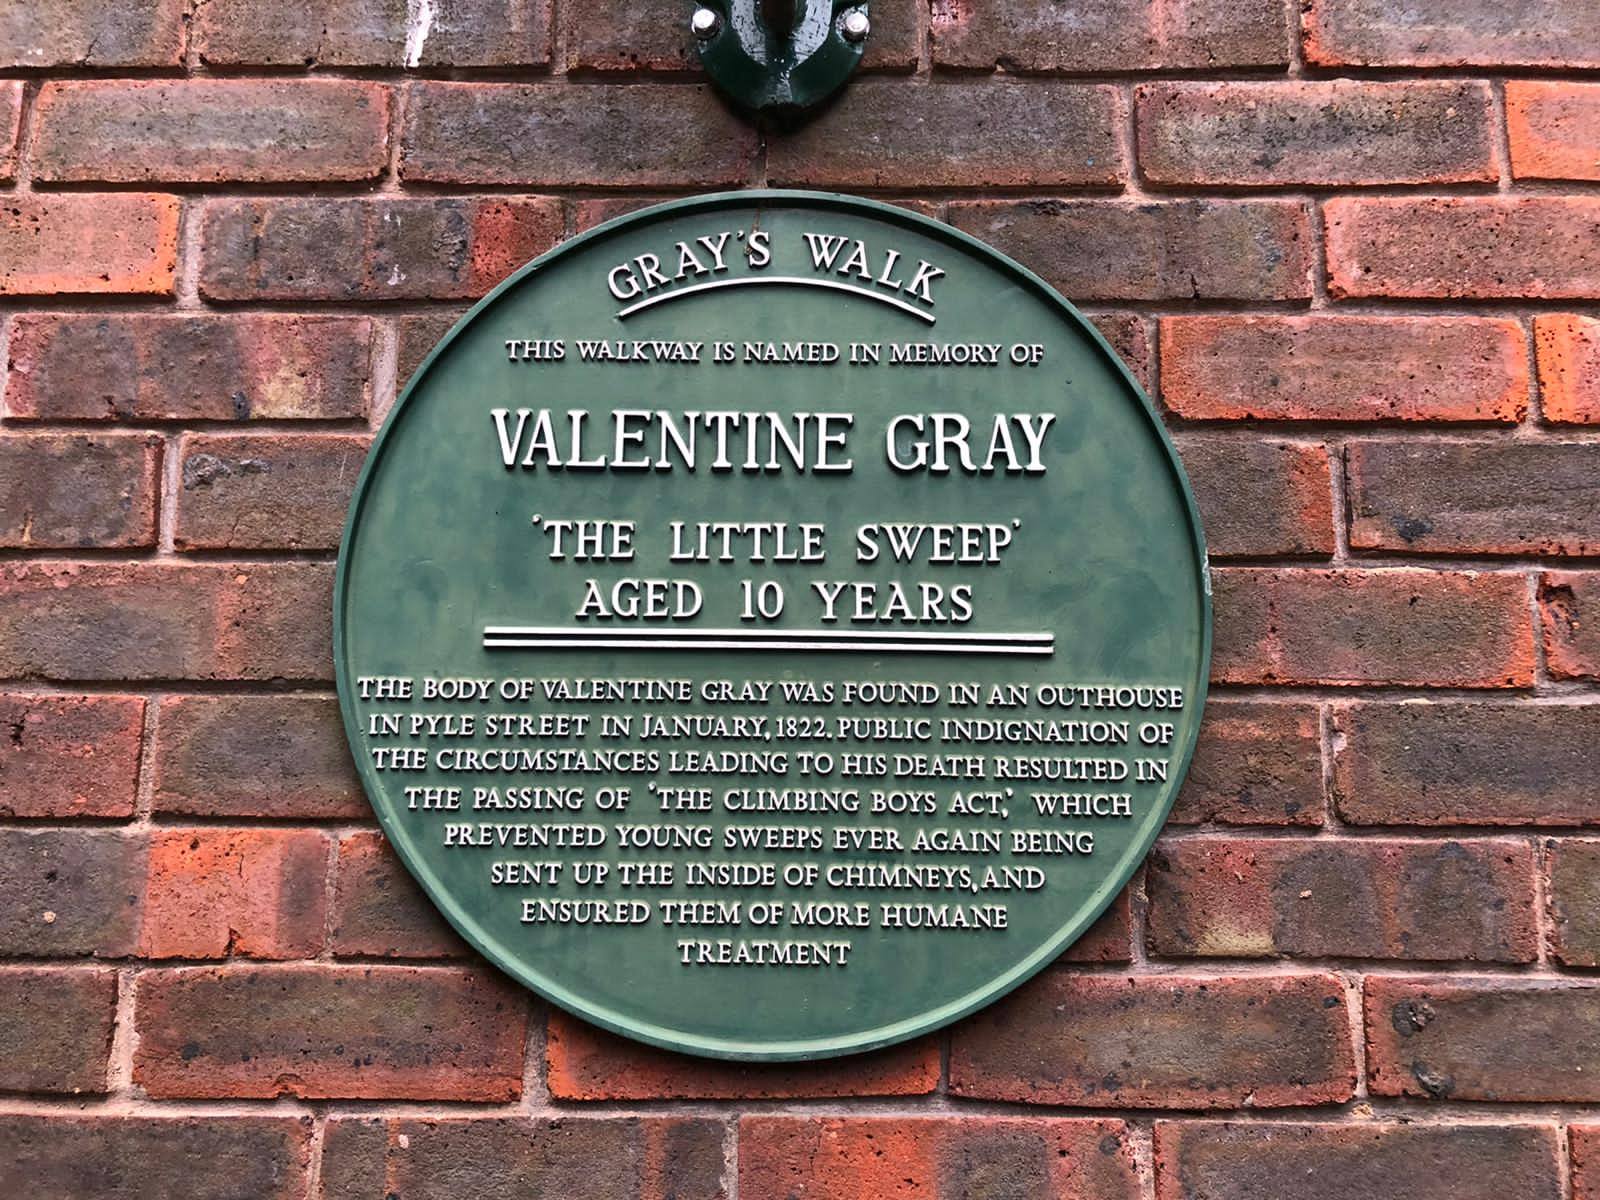 GRAY'S WALK
THIS WALKWAY IS NAMED IN MEMORY OF
VALENTINE GRAY
'THE LITTLE SWEEP'
AGED 10 YEARS
THE BODY OF VALENTINE GRAY WAS FOUND IN AN OUTHOUSE
IN PYLE STREET IN JANUARY, 1822. PUBLIC INDIGNATION OF
THE CIRCUMSTANCES LEADING TO HIS DEATH RESULTED IN
THE PASSING OF 'THE CLIMBING BOYS ACT,' WHICH
PREVENTED YOUNG SWEEPS EVER AGAIN BEING
SENT UP THE INSIDE OF CHIMNEYS, AND
ENSURED THEM OF MORE HUMANE
TREATMENT